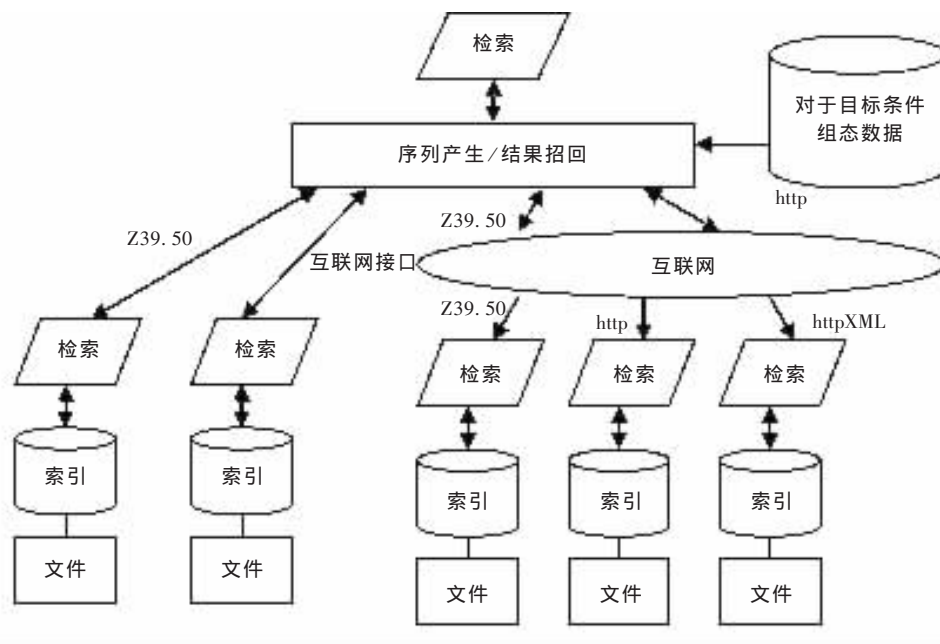 检索
对于目标条件
组态数据
序列产生/结果招回
http
Z39.50
Z39.50
互联网接口
互联网
Z39.50
http
httpXML
检索
检索
检索
检索
检索
索引
索引
索引
索引
索引
文件
文件
文件
文件
文件